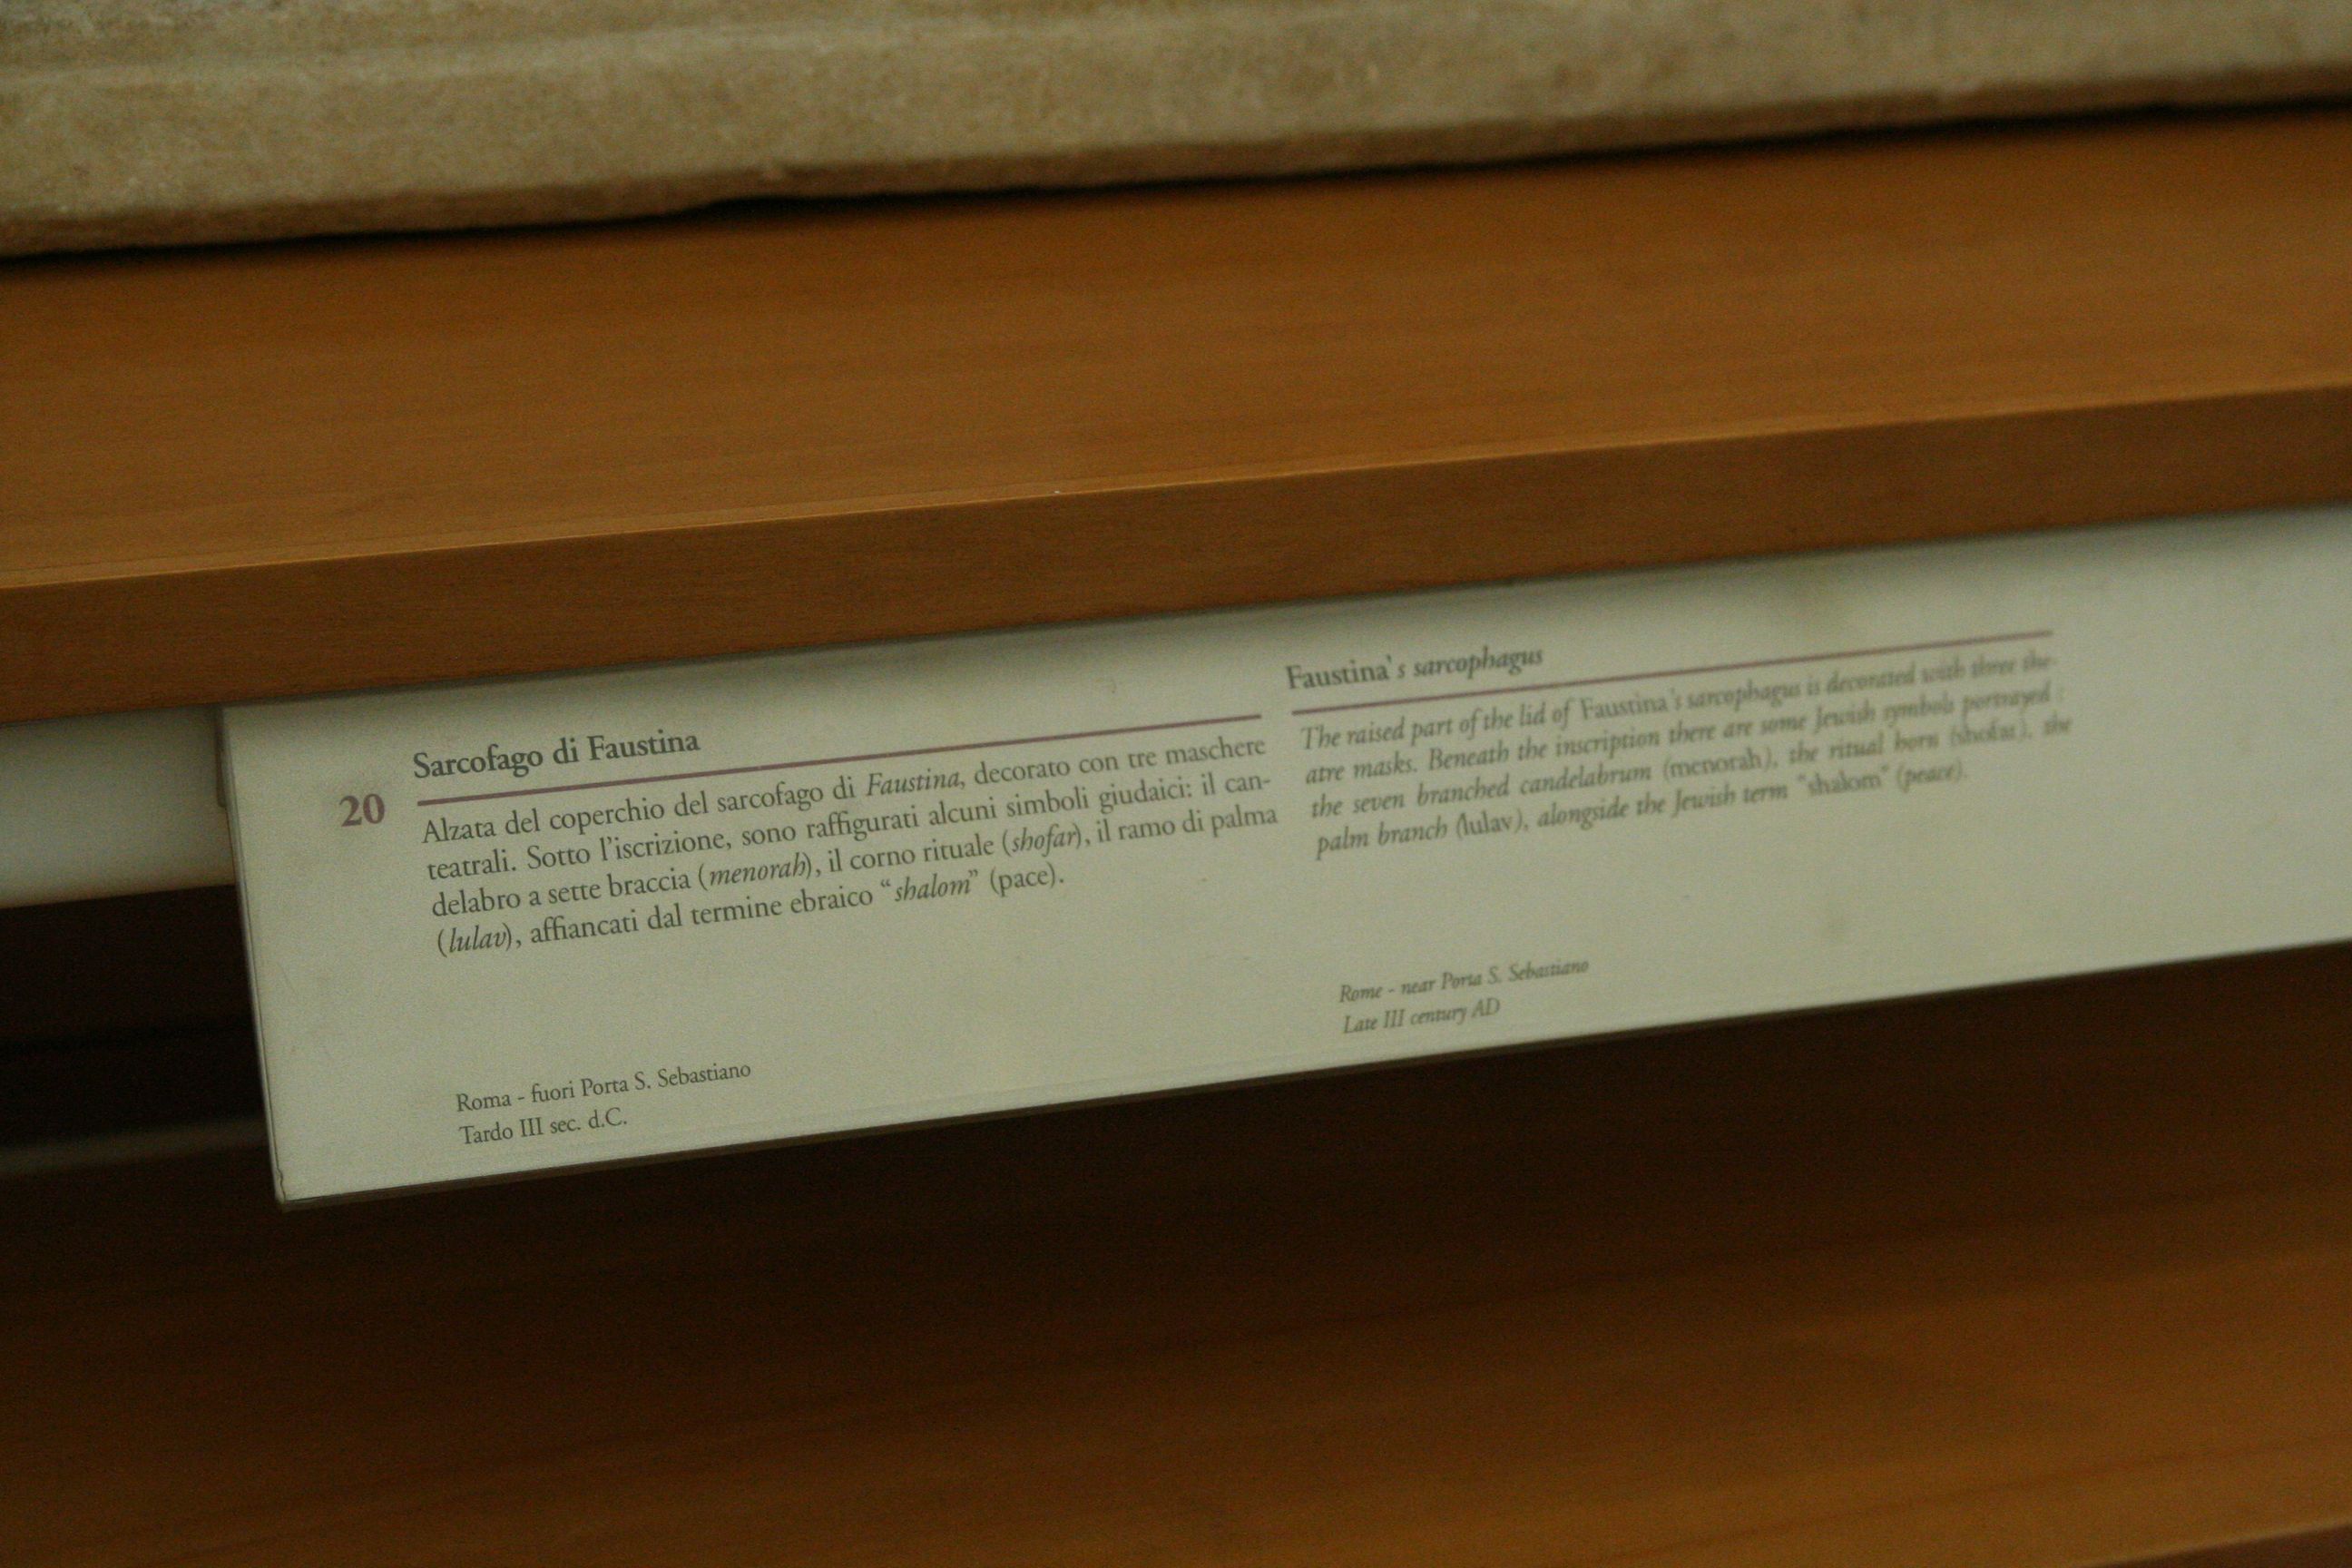 20
Sarcofago di Faustina
Alzata del coperchio del sarcofago di Faustina, decorato con tre maschere
teatrali. Sotto l'iscrizione, sono raffigurati alcuni simboli giudaici: il can-
delabro a sette braccia (menorah), il corno rituale (shofar), il ramo di palma
(lulav), affiancati dal termine ebraico “shalom” (pace).
Roma - fuori Porta S. Sebastiano
Tardo III sec. d.C.
Faustina's sarcophagus
The raised part of the lid of Faustina's sarcophagus is decorated with three the-
atre masks. Beneath the inscription there are some Jewish symbols portrayed :
the seven branched candelabrum (menorah), the ritual horn (shofar), the
palm branch (lulav), alongside the Jewish term “shalom” (peace).
Rome - near Porta S. Sebastiano
Late III century AD